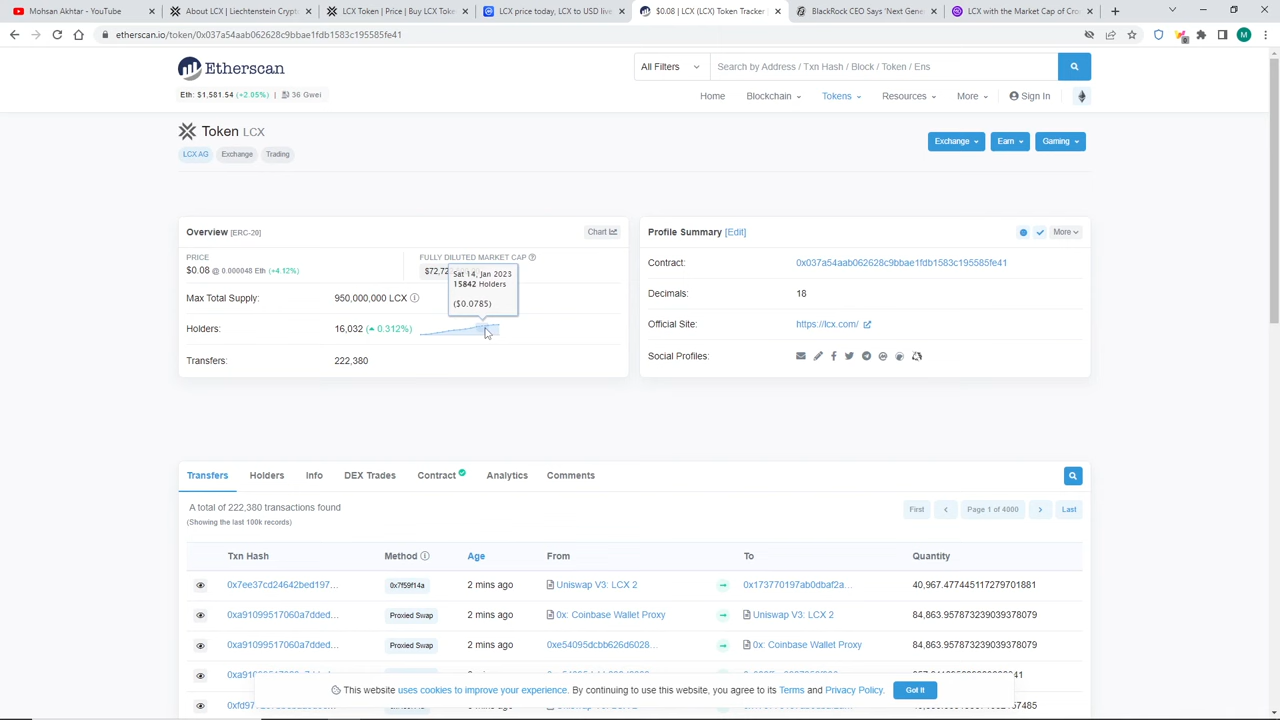 Mohsan Akhtar - YouTube
About LCX | Liechtenstein Crypt
LCX Token | Price | Buy LCX Toke
LCX price today, LCX to USD live
$0.08 | LCX (LCX) Token Tracker
BlackRock CEO Says 'Next Gener
LCX with the Market Cap of Cro
etherscan.io/token/0x037a54aab062628c9bbae1fdb1583c195585fe41
M
Etherscan
All Filters
Search by Address / Txn Hash / Block / Token / Ens
Eth: $1,581.54 (+2.05%) | 36 Gwei
Home Blockchain Tokens Resources More Sign In
Token LCX
LCX AG Exchange Trading
Exchange Earn Gaming
Overview [ERC-20] Chart
PRICE
$0.08 @ 0.000048 Eth (+4.12%)
FULLY DILUTED MARKET CAP
$72,72
Sat 14, Jan 2023
15842 Holders
($0.0785)
Max Total Supply: 950,000,000 LCX
Holders: 16,032 (0.312%)
Transfers: 222,380
Profile Summary [Edit] More
Contract: 0x037a54aab062628c9bbae1fdb1583c195585fe41
Decimals: 18
Official Site: https://lcx.com/
Social Profiles:
Transfers Holders Info DEX Trades Contract Analytics Comments
A total of 222,380 transactions found
(Showing the last 100k records)
First Page 1 of 4000 Last
Txn Hash Method Age From To Quantity
0x7ee37cd24642bed197... 0x7f59f14a 2 mins ago Uniswap V3: LCX 2 0x173770197ab0dbaf2a... 40,967.477445117279701881
0xa91099517060a7dded... Proxied Swap 2 mins ago 0x: Coinbase Wallet Proxy Uniswap V3: LCX 2 84,863.9578732390393780​79
0xa91099517060a7dded... Proxied Swap 2 mins ago 0xe54095dcbb626d6028... 0x: Coinbase Wallet Proxy 84,863.957873239039378079
This website uses cookies to improve your experience. By continuing to use this website, you agree to its Terms and Privacy Policy.
Got It